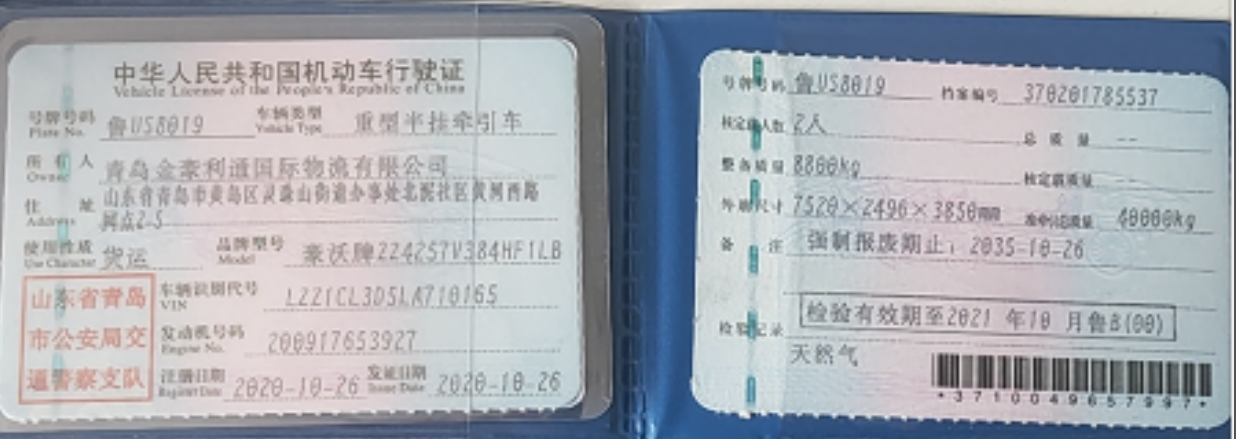 中华人民共和国机动车行驶证
Vehicle License of the People's Republic of China
号牌号码 鲁US8019 车辆类型 重型半挂牵引车
Plate No. Vehicle Type
所有人 青岛金豪利通国际物流有限公司
Owner
住址 山东省青岛市黄岛区灵珠山街道办事处北泥社区黄河西路
Address 网点2-5
使用性质 货运 品牌型号 豪沃牌ZZ4257V384HF1LB
Use Character Model
山东省青岛
市公安局交
通警察支队
车辆识别代号 LZZ1CL3D5LA710165
VIN
发动机号码 200917653927
Engine No.
注册日期 2020-10-26 发证日期 2020-10-26
Register Date Issue Date
号牌号码 鲁US8019 档案编号 370201785537
核定载人数 2人 总质量 --
整备质量 8800kg 核定载质量 --
外廓尺寸 7520×2496×3850mm 准牵引总质量 40000kg
备注 强制报废期止：2035-10-26
检验记录 检验有效期至2021 年10 月鲁B(00)
天然气
*3710049657997*